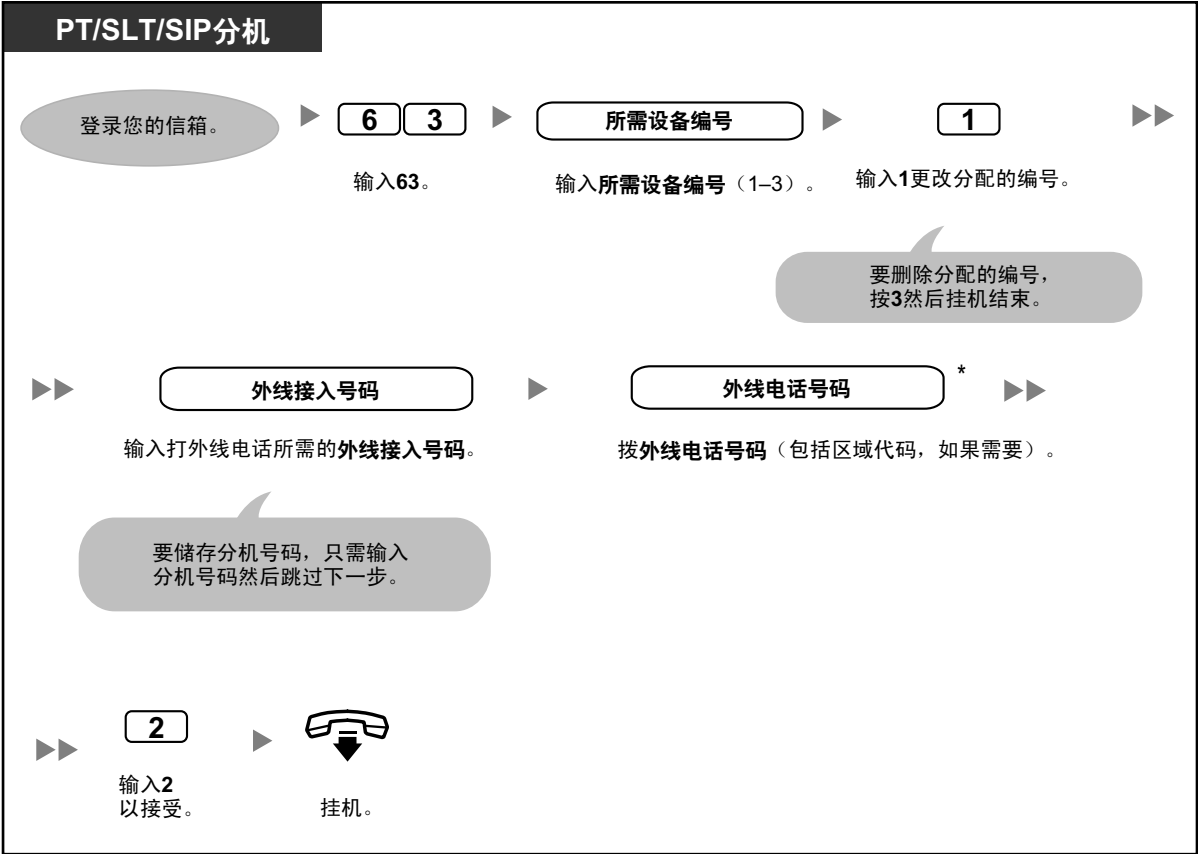 PT/SLT/SIP分机
登录您的信箱。
6 3
所需设备编号
1
输入63。
输入所需设备编号（1–3）。
输入1更改分配的编号。
要删除分配的编号，
按3然后挂机结束。
外线接入号码
外线电话号码 *
输入打外线电话所需的外线接入号码。
拨外线电话号码（包括区域代码，如果需要）。
要储存分机号码，只需输入
分机号码然后跳过下一步。
2
输入2
以接受。
挂机。